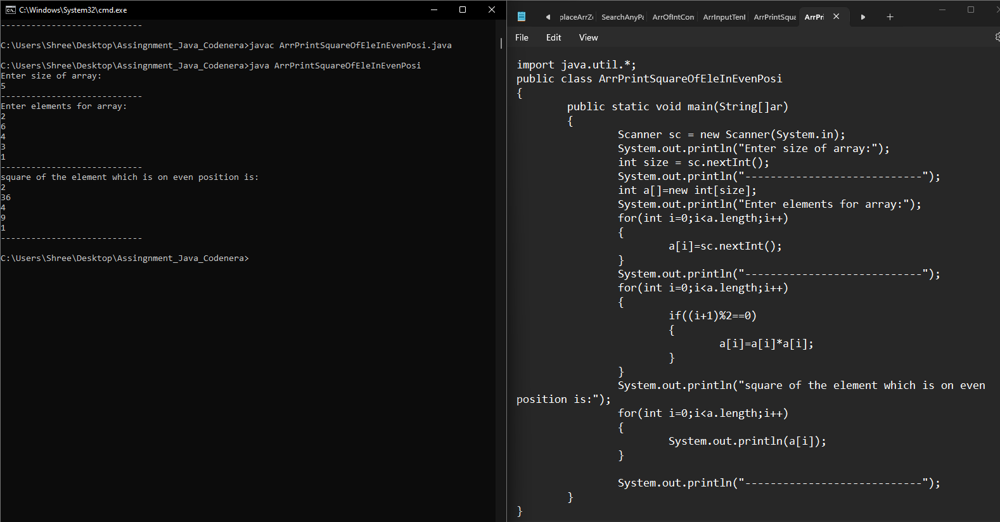 C:\Windows\System32\cmd.exe
----------------------------
C:\Users\Shree\Desktop\Assingnment_Java_Codenera>javac ArrPrintSquareOfEleInEvenPosi.java
C:\Users\Shree\Desktop\Assingnment_Java_Codenera>java ArrPrintSquareOfEleInEvenPosi
Enter size of array:
5
----------------------------
Enter elements for array:
2
6
4
3
1
----------------------------
square of the element which is on even position is:
2
36
4
9
1
----------------------------
C:\Users\Shree\Desktop\Assingnment_Java_Codenera>
placeArrZ SearchAnyPa ArrOfIntCon ArrInputTenI ArrPrintSqua ArrPri
File Edit View
import java.util.*;
public class ArrPrintSquareOfEleInEvenPosi
{
public static void main(String[]ar)
{
Scanner sc = new Scanner(System.in);
System.out.println("Enter size of array:");
int size = sc.nextInt();
System.out.println("----------------------------");
int a[]=new int[size];
System.out.println("Enter elements for array:");
for(int i=0;i<a.length;i++)
{
a[i]=sc.nextInt();
}
System.out.println("----------------------------");
for(int i=0;i<a.length;i++)
{
if((i+1)%2==0)
{
a[i]=a[i]*a[i];
}
}
System.out.println("square of the element which is on even
position is:");
for(int i=0;i<a.length;i++)
{
System.out.println(a[i]);
}
System.out.println("----------------------------");
}
}